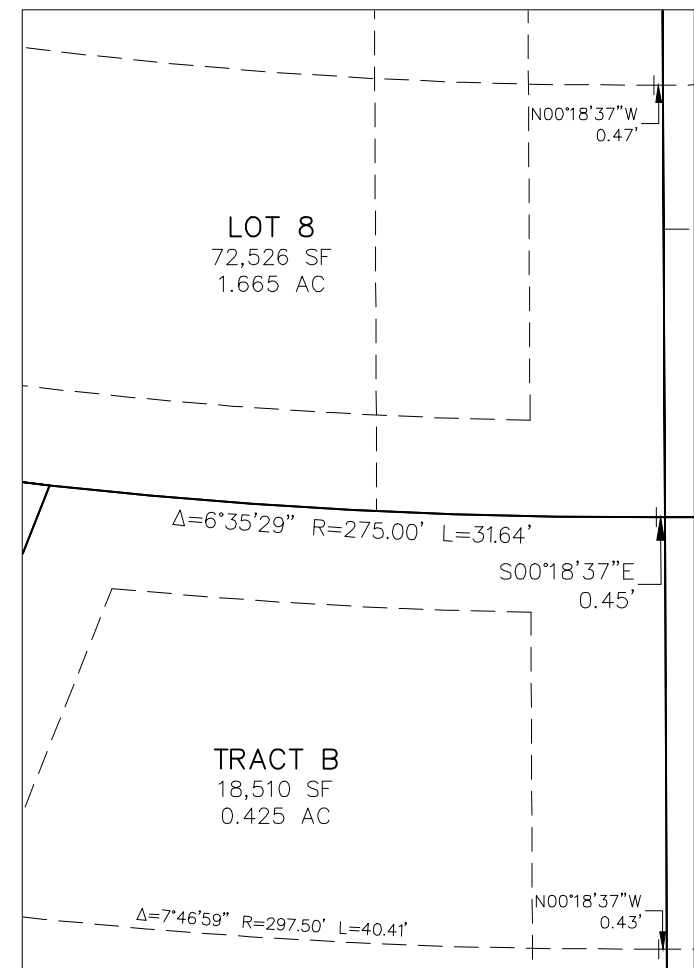 N00°18'37"W
0.47'
LOT 8
72,526 SF
1.665 AC
Δ=6°35'29" R=275.00' L=31.64'
S00°18'37"E
0.45'
TRACT B
18,510 SF
0.425 AC
N00°18'37"W
0.43'
Δ=7°46'59" R=297.50' L=40.41'